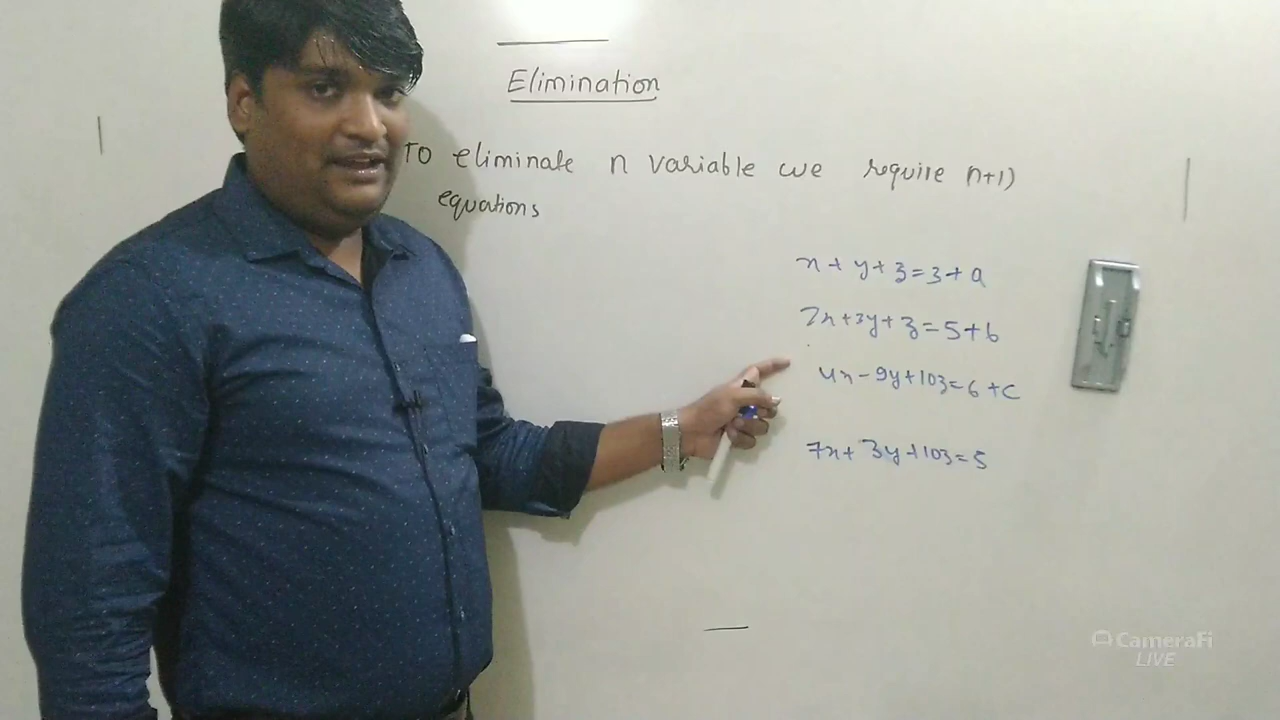 Elimination
To eliminate n variable we require n+1)
equations
x + y + z = 3 + a
2x + 3y + z = 5 + b
4x - 9y + 10z = 6 + c
7x + 3y + 10z = 5
CameraFi
LIVE